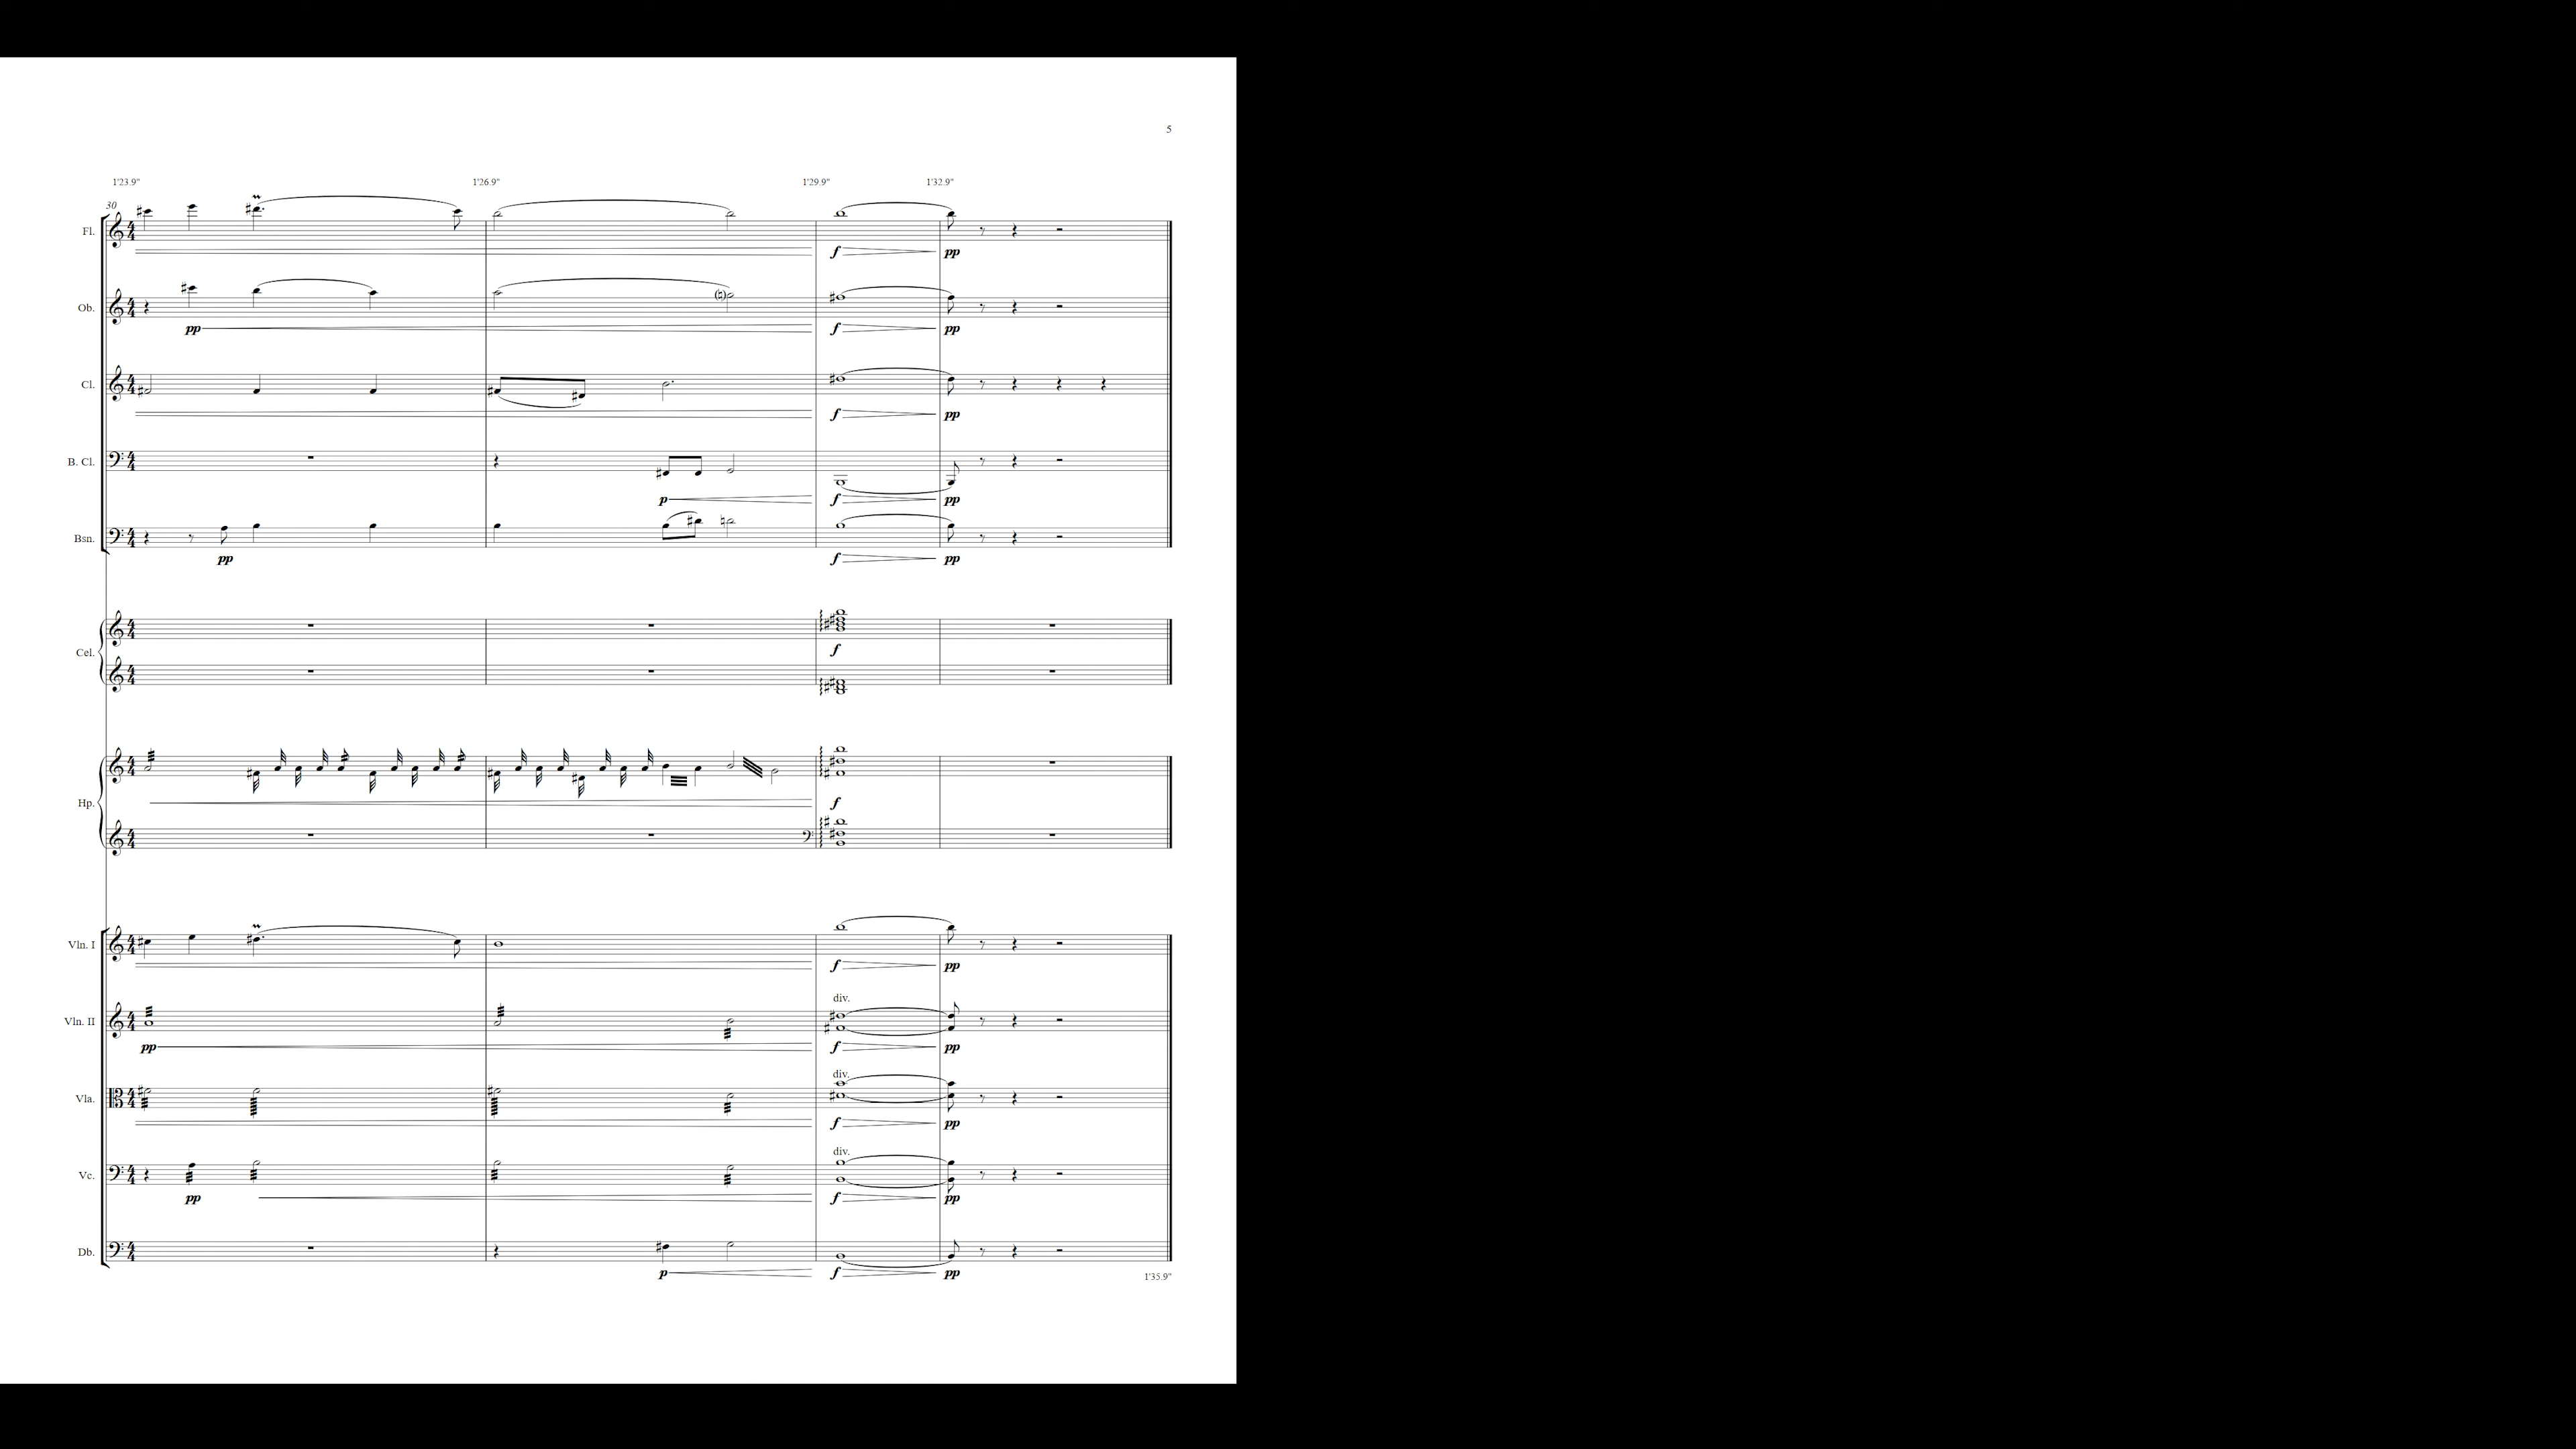 5
1'23.9" 1'26.9" 1'29.9" 1'32.9"
30
Fl.
f pp
Ob.
pp f pp
Cl.
f pp
B. Cl.
p f pp
Bsn.
pp f pp
Cel.
f
Hp.
f
Vln. I
f pp
div.
Vln. II
pp f pp
div.
Vla.
f pp
div.
Vc.
pp f pp
Db.
p f pp
1'35.9"